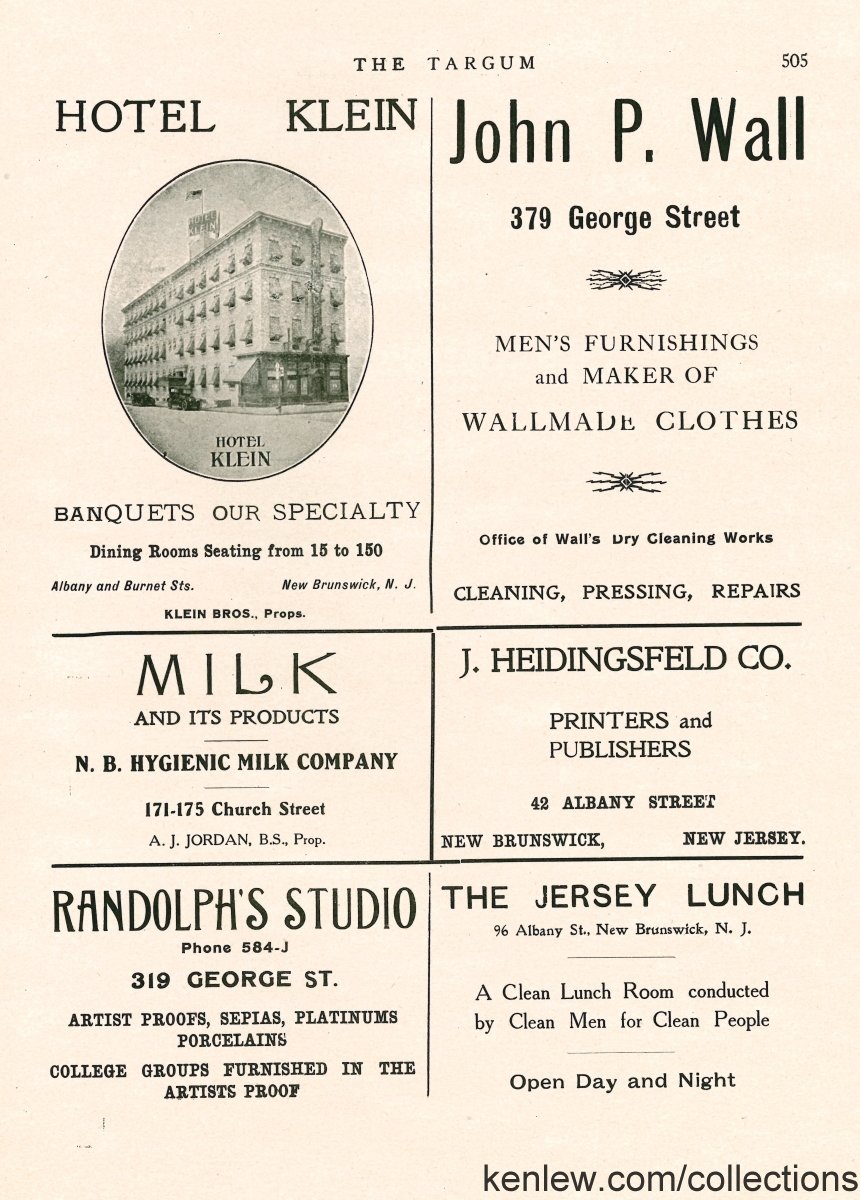 THE TARGUM 505
HOTEL KLEIN
HOTEL
KLEIN
BANQUETS OUR SPECIALTY
Dining Rooms Seating from 15 to 150
Albany and Burnet Sts. New Brunswick, N. J.
KLEIN BROS., Props.
John P. Wall
379 George Street
MEN'S FURNISHINGS
and MAKER OF
WALLMADE CLOTHES
Office of Wall's Dry Cleaning Works
CLEANING, PRESSING, REPAIRS
MILK
AND ITS PRODUCTS
N. B. HYGIENIC MILK COMPANY
171-175 Church Street
A. J. JORDAN, B.S., Prop.
J. HEIDINGSFELD CO.
PRINTERS and
PUBLISHERS
42 ALBANY STREET
NEW BRUNSWICK, NEW JERSEY.
RANDOLPH'S STUDIO
Phone 584-J
319 GEORGE ST.
ARTIST PROOFS, SEPIAS, PLATINUMS
PORCELAINS
COLLEGE GROUPS FURNISHED IN THE
ARTISTS PROOF
THE JERSEY LUNCH
96 Albany St., New Brunswick, N. J.
A Clean Lunch Room conducted
by Clean Men for Clean People
Open Day and Night
kenlew.com/collections